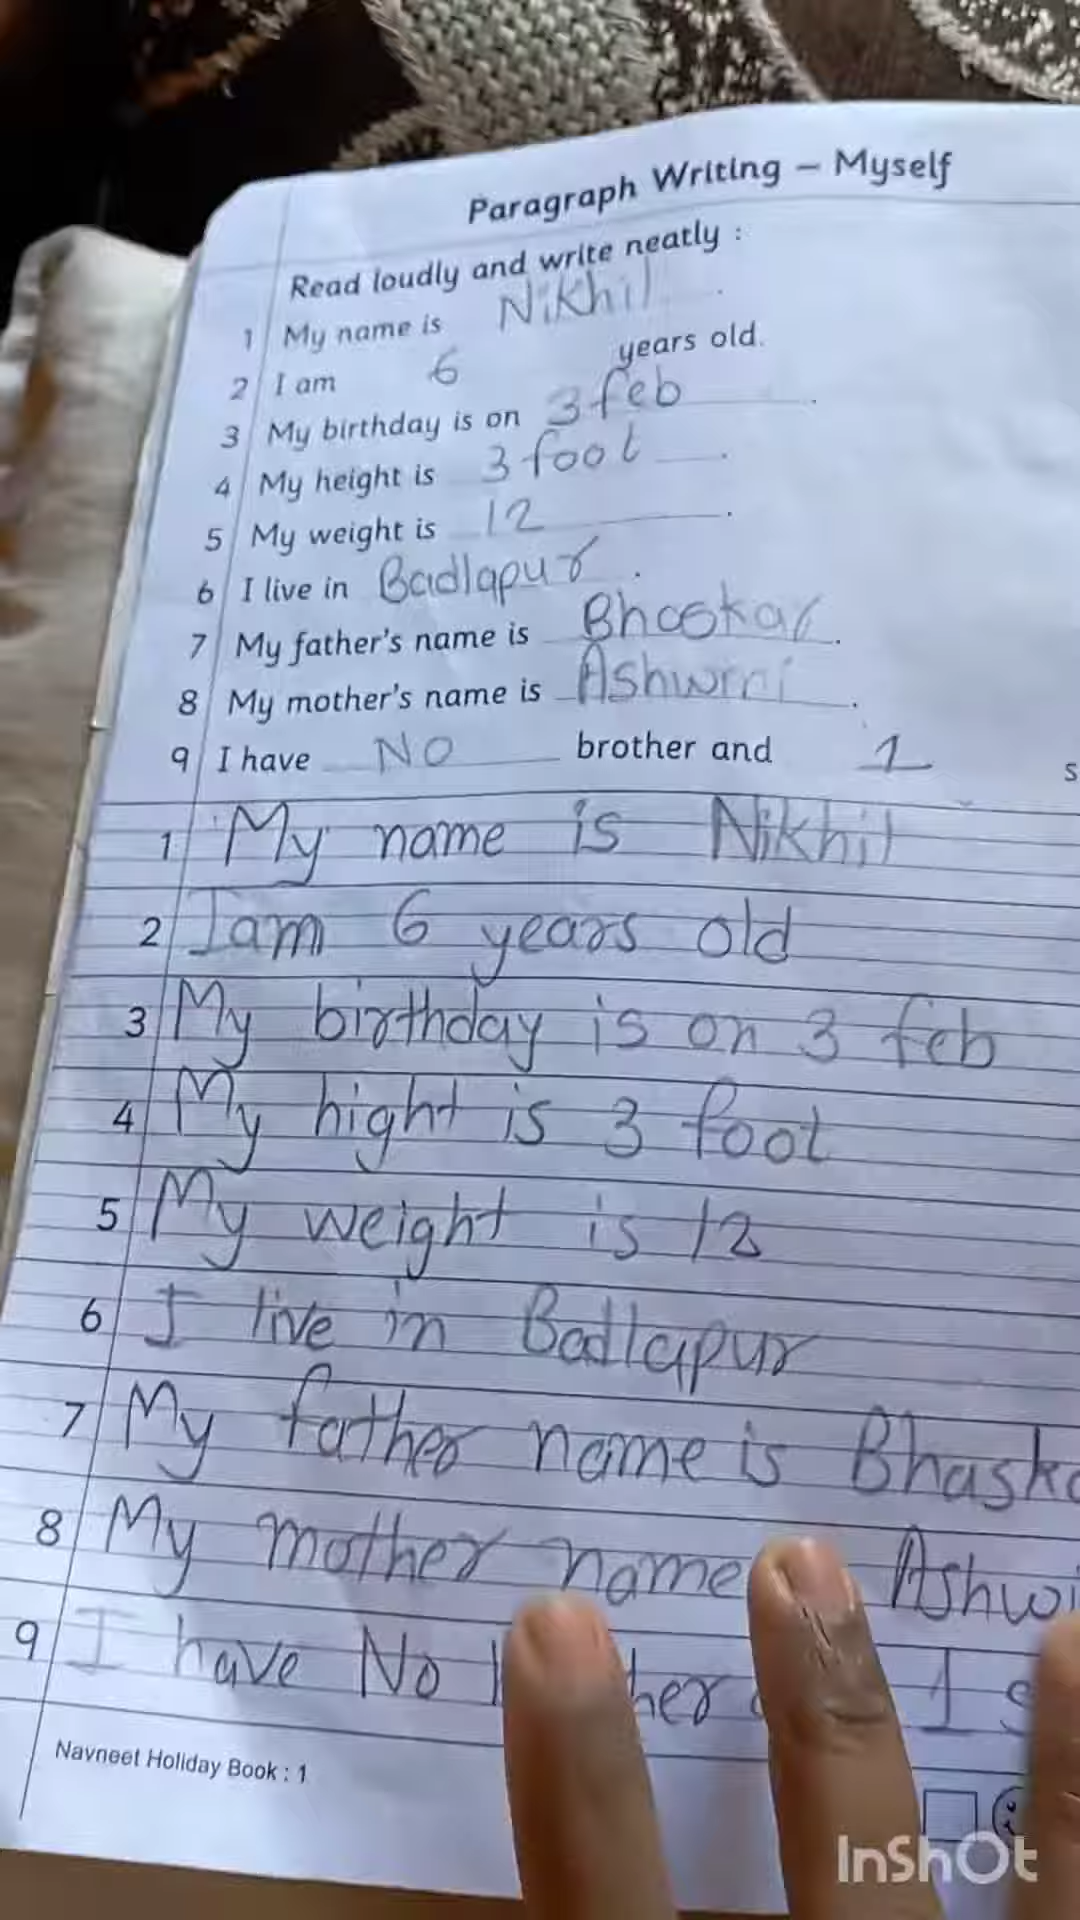 Paragraph Writing – Myself
Read loudly and write neatly :
1 My name is Nikhil .
2 I am 6 years old.
3 My birthday is on 3 feb .
4 My height is 3 foot .
5 My weight is 12 .
6 I live in Badlapur .
7 My father's name is Bhaskar .
8 My mother's name is Ashwini .
9 I have No brother and 1 s
1 My name is Nikhil
2 I am 6 years old
3 My birthday is on 3 feb
4 My hight is 3 foot
5 My weight is 12
6 I live in Badlapur
7 My father name is Bhaska
8 My mother name Ashwi
9 I have No 1 s
Navneet Holiday Book : 1
InShOt